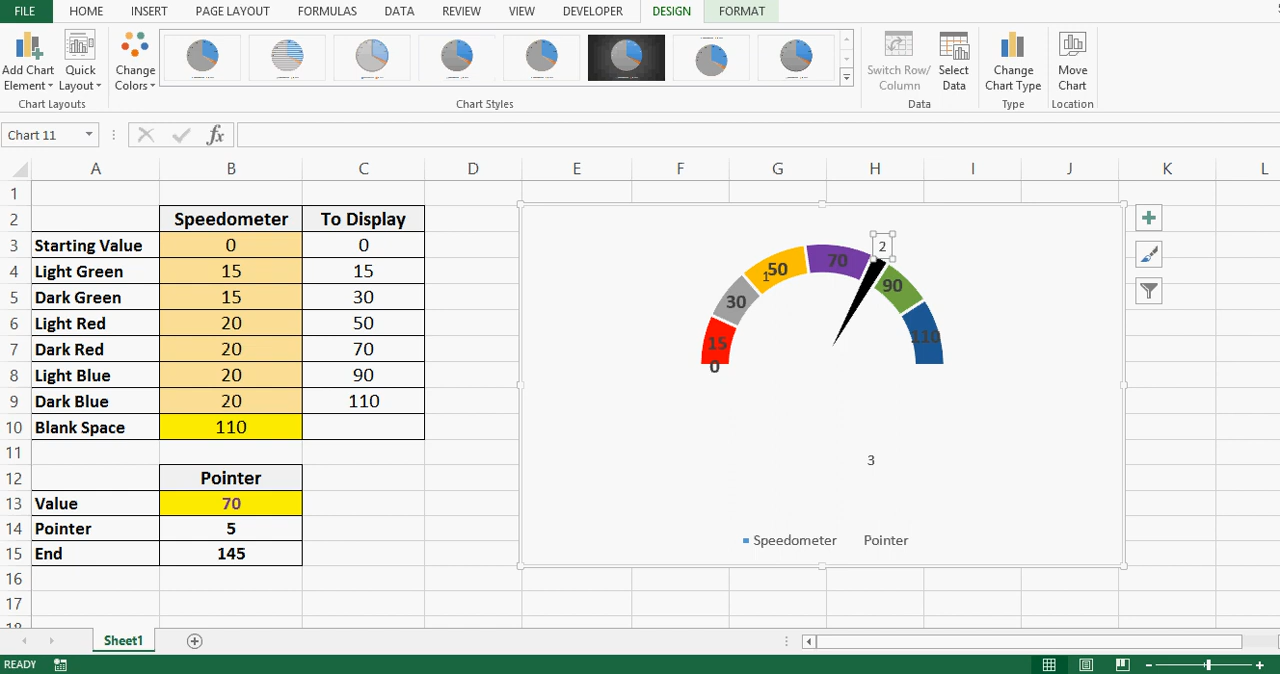 FILE HOME INSERT PAGE LAYOUT FORMULAS DATA REVIEW VIEW DEVELOPER DESIGN FORMAT
Add Chart Element
Quick Layout
Change Colors
Switch Row/ Column
Select Data
Change Chart Type
Move Chart
Chart Layouts
Chart Styles
Data
Type
Location
Chart 11
fx
A B C D E F G H I J K L
1
2 Speedometer To Display
3 Starting Value 0 0
4 Light Green 15 15
5 Dark Green 15 30
6 Light Red 20 50
7 Dark Red 20 70
8 Light Blue 20 90
9 Dark Blue 20 110
10 Blank Space 110
11
12 Pointer
13 Value 70
14 Pointer 5
15 End 145
16
17
2
70
50
1
90
30
110
15
0
3
Speedometer Pointer
Sheet1
READY